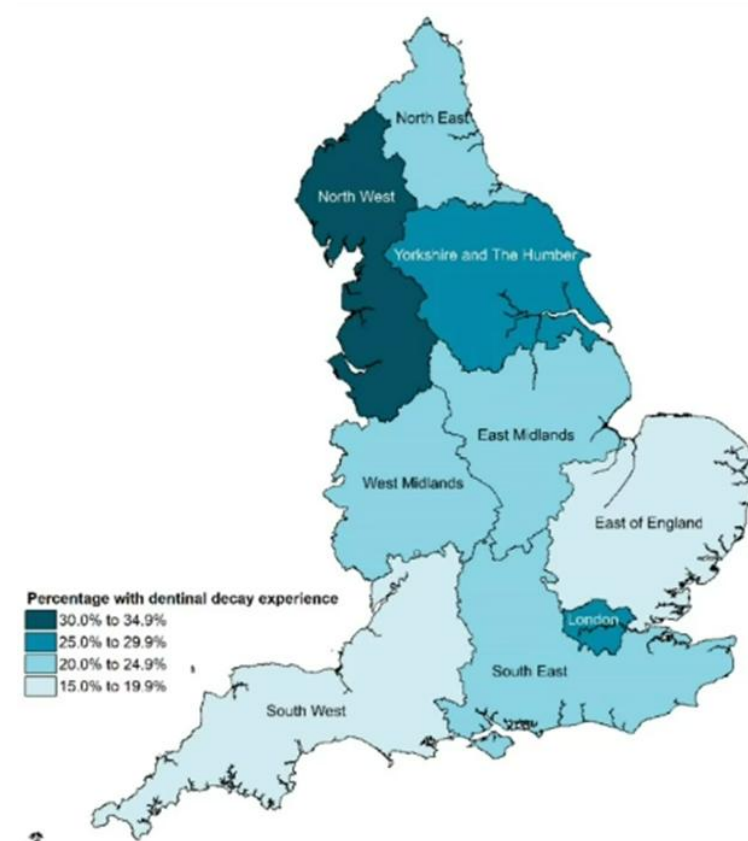 North East
North West
Yorkshire and The Humber
East Midlands
West Midlands
East of England
Percentage with dentinal decay experience
30.0% to 34.9%
25.0% to 29.9%
20.0% to 24.9%
15.0% to 19.9%
London
South East
South West